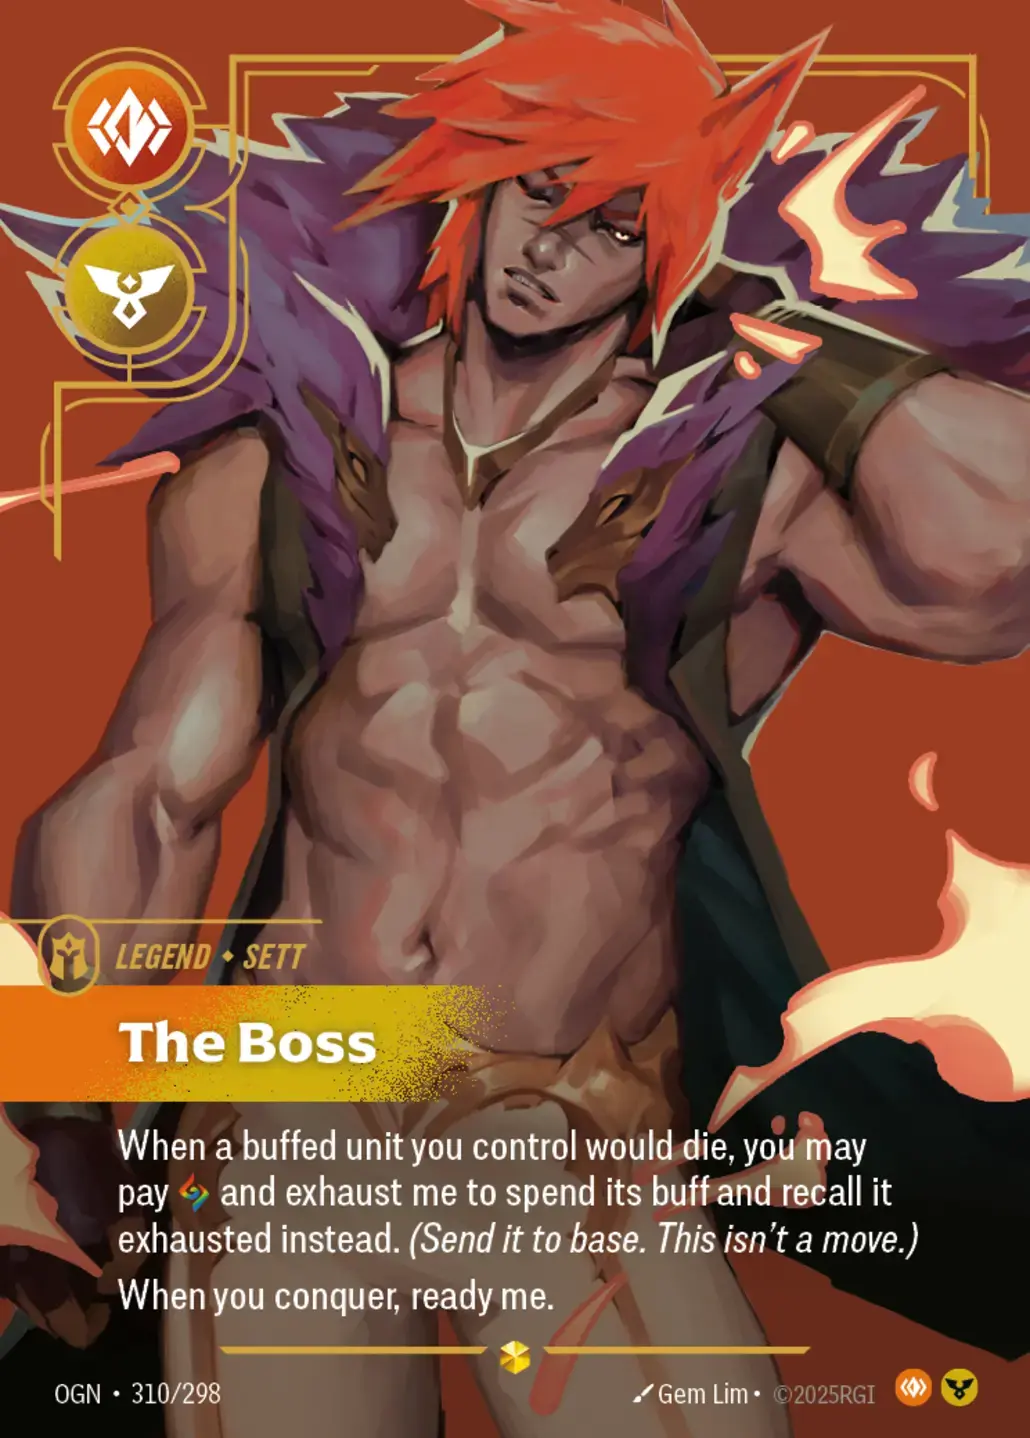 LEGEND • SETT
The Boss
When a buffed unit you control would die, you may
pay and exhaust me to spend its buff and recall it
exhausted instead. (Send it to base. This isn't a move.)
When you conquer, ready me.
OGN • 310/298
Gem Lim • ©2025RGI